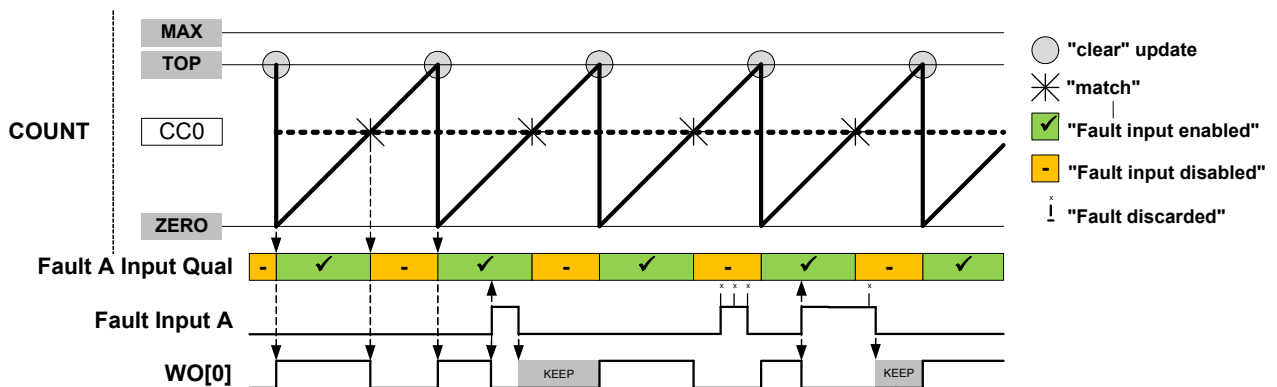 MAX
TOP
COUNT
CC0
ZERO
"clear" update
"match"
✔ "Fault input enabled"
- "Fault input disabled"
x "Fault discarded"
Fault A Input Qual - ✔ - ✔ - ✔ - ✔ - ✔
x x x x
Fault Input A
WO[0] KEEP KEEP